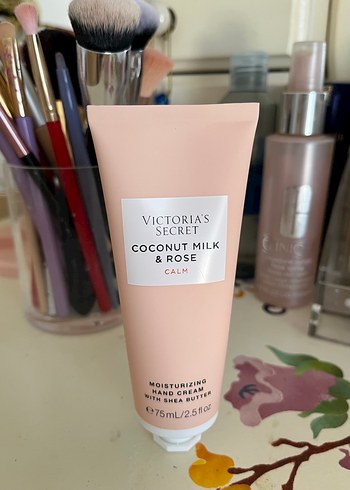 VICTORIA'S
SECRET
COCONUT MILK
& ROSE
CALM
MOISTURIZING
HAND CREAM
WITH SHEA BUTTER
℮75mL/2.5fl oz